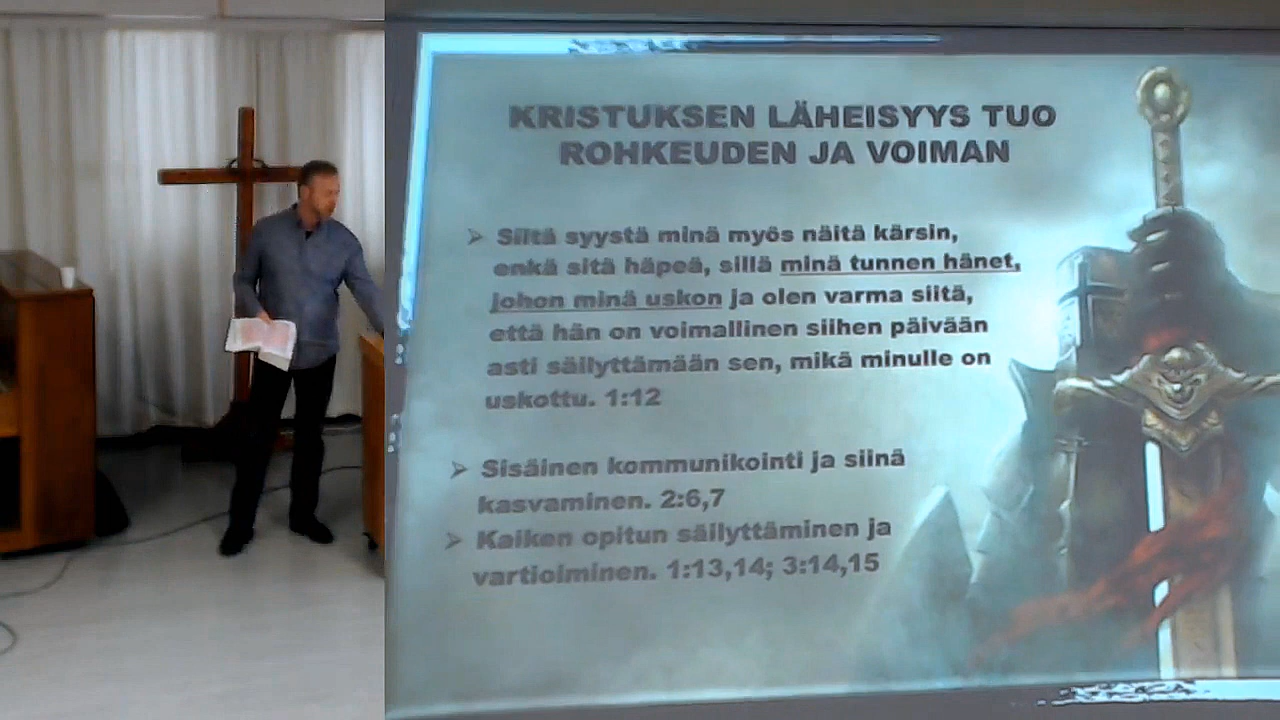 KRISTUKSEN LÄHEISYYS TUO
ROHKEUDEN JA VOIMAN
Siltä syystä minä myös näitä kärsin,
enkä sitä häpeä, sillä minä tunnen hänet,
johon minä uskon ja olen varma siitä,
että hän on voimallinen siihen päivään
asti säilyttämään sen, mikä minulle on
uskottu. 1:12
Sisäinen kommunikointi ja siinä
kasvaminen. 2:6,7
Kaiken opitun säilyttäminen ja
vartioiminen. 1:13,14; 3:14,15